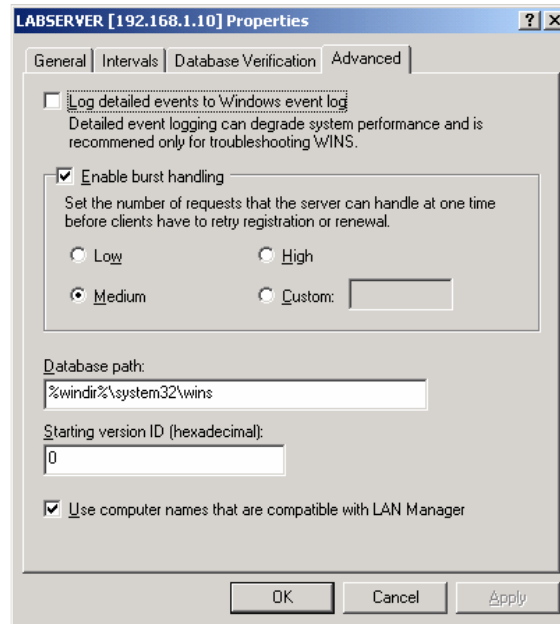 LABSERVER [192.168.1.10] Properties
General
Intervals
Database Verification
Advanced
Log detailed events to Windows event log
Detailed event logging can degrade system performance and is
recommened only for troubleshooting WINS.
Enable burst handling
Set the number of requests that the server can handle at one time
before clients have to retry registration or renewal.
Low
High
Medium
Custom:
Database path:
%windir%\system32\wins
Starting version ID (hexadecimal):
0
Use computer names that are compatible with LAN Manager
OK
Cancel
Apply